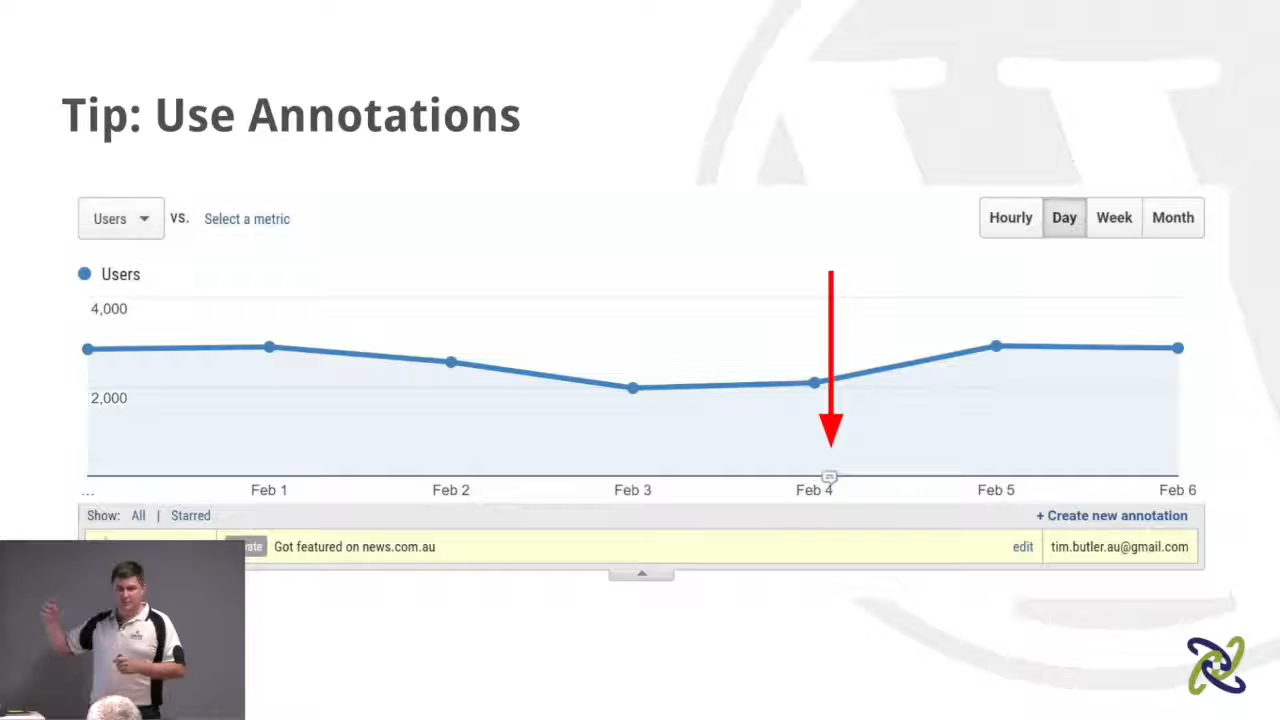 Tip: Use Annotations
Users vs. Select a metric Hourly Day Week Month
Users
4,000
2,000
... Feb 1 Feb 2 Feb 3 Feb 4 Feb 5 Feb 6
Show: All | Starred + Create new annotation
Got featured on news.com.au edit tim.butler.au@gmail.com